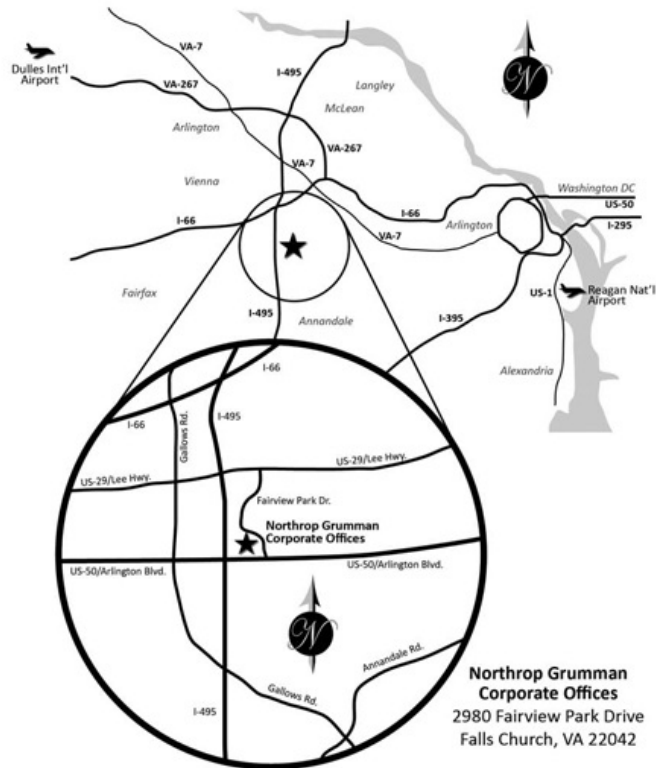 VA-7
Dulles Int'l
Airport
VA-267
I-495
Langley
McLean
Arlington
VA-267
VA-7
Vienna
Washington DC
US-50
I-295
I-66
I-66
Arlington
VA-7
Fairfax
I-495
Annandale
US-1
Reagan Nat'l
Airport
I-395
Alexandria
N
I-66
I-66
Gallows Rd.
I-495
US-29/Lee Hwy.
US-29/Lee Hwy.
Fairview Park Dr.
Northrop Grumman
Corporate Offices
US-50/Arlington Blvd.
US-50/Arlington Blvd.
N
Annandale Rd.
Gallows Rd.
I-495
Northrop Grumman
Corporate Offices
2980 Fairview Park Drive
Falls Church, VA 22042